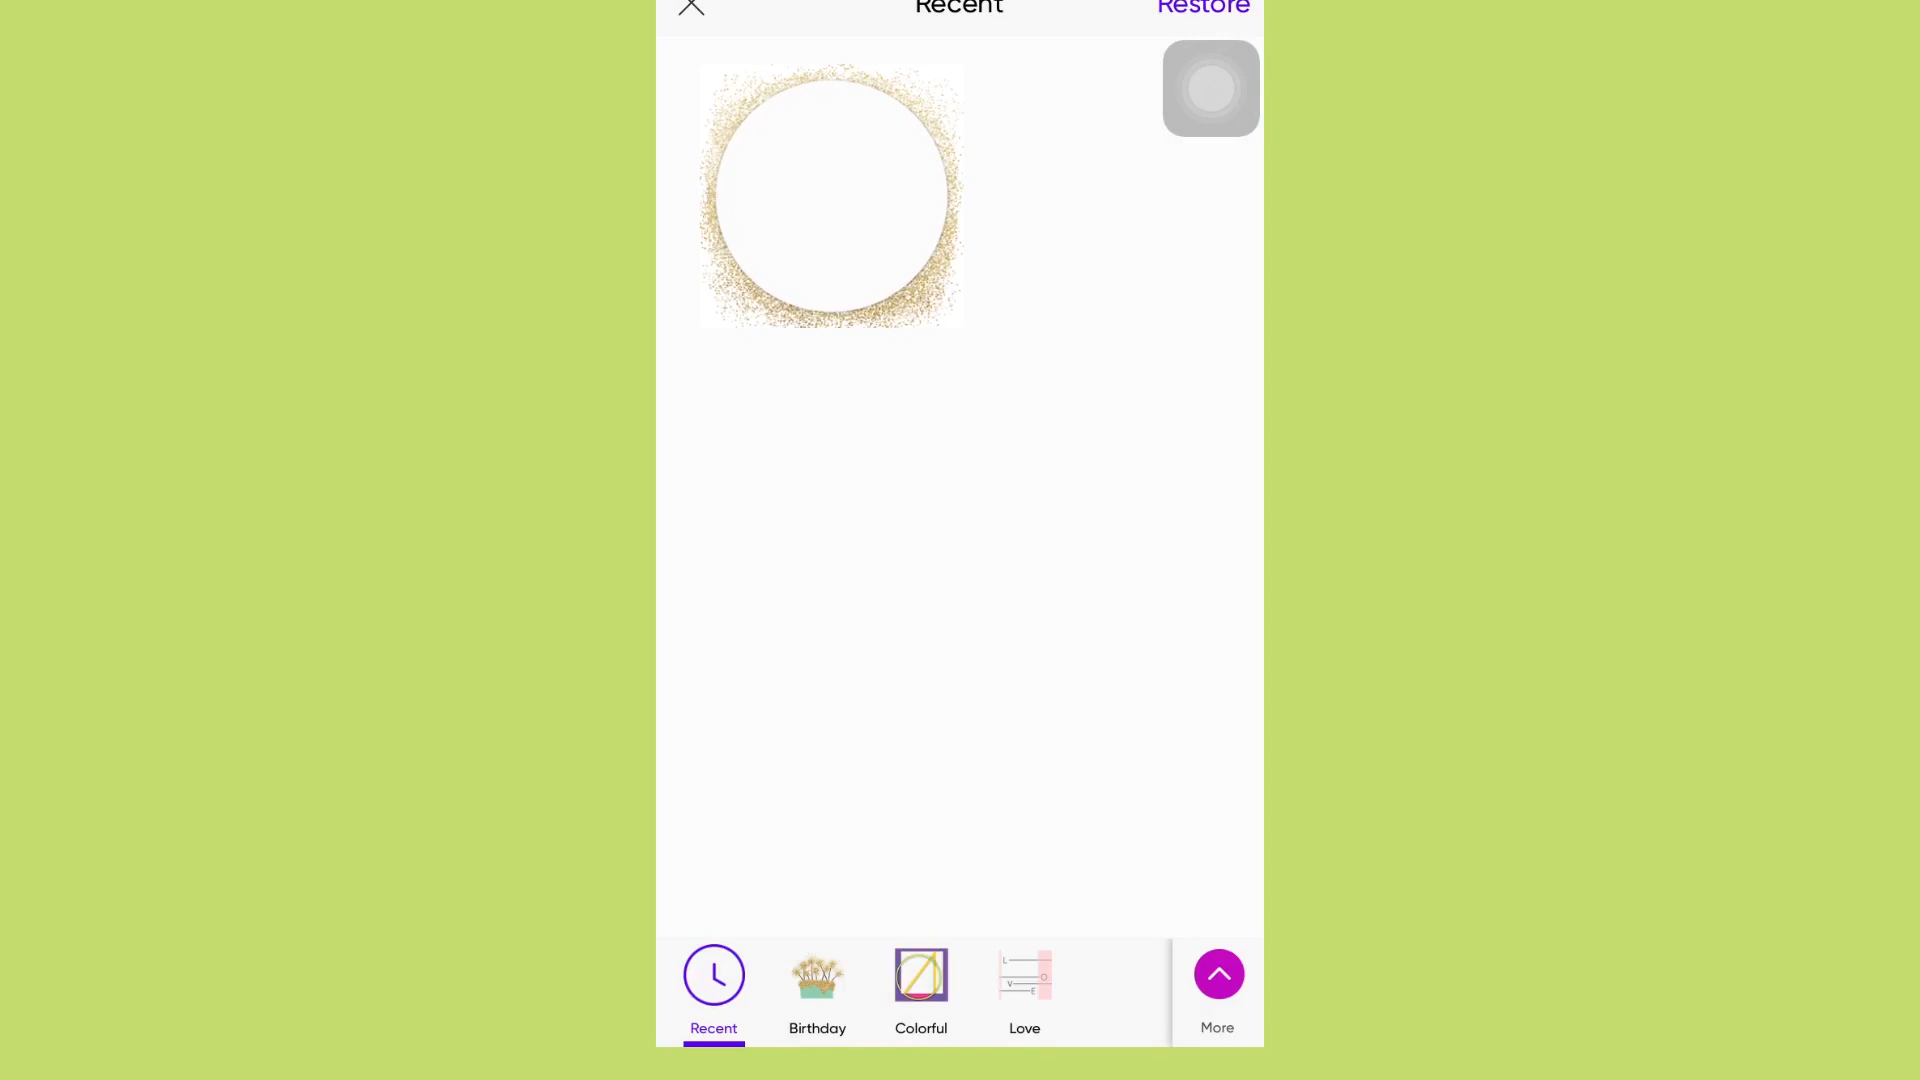 Recent
Restore
L
O
V
E
Recent
Birthday
Colorful
Love
More